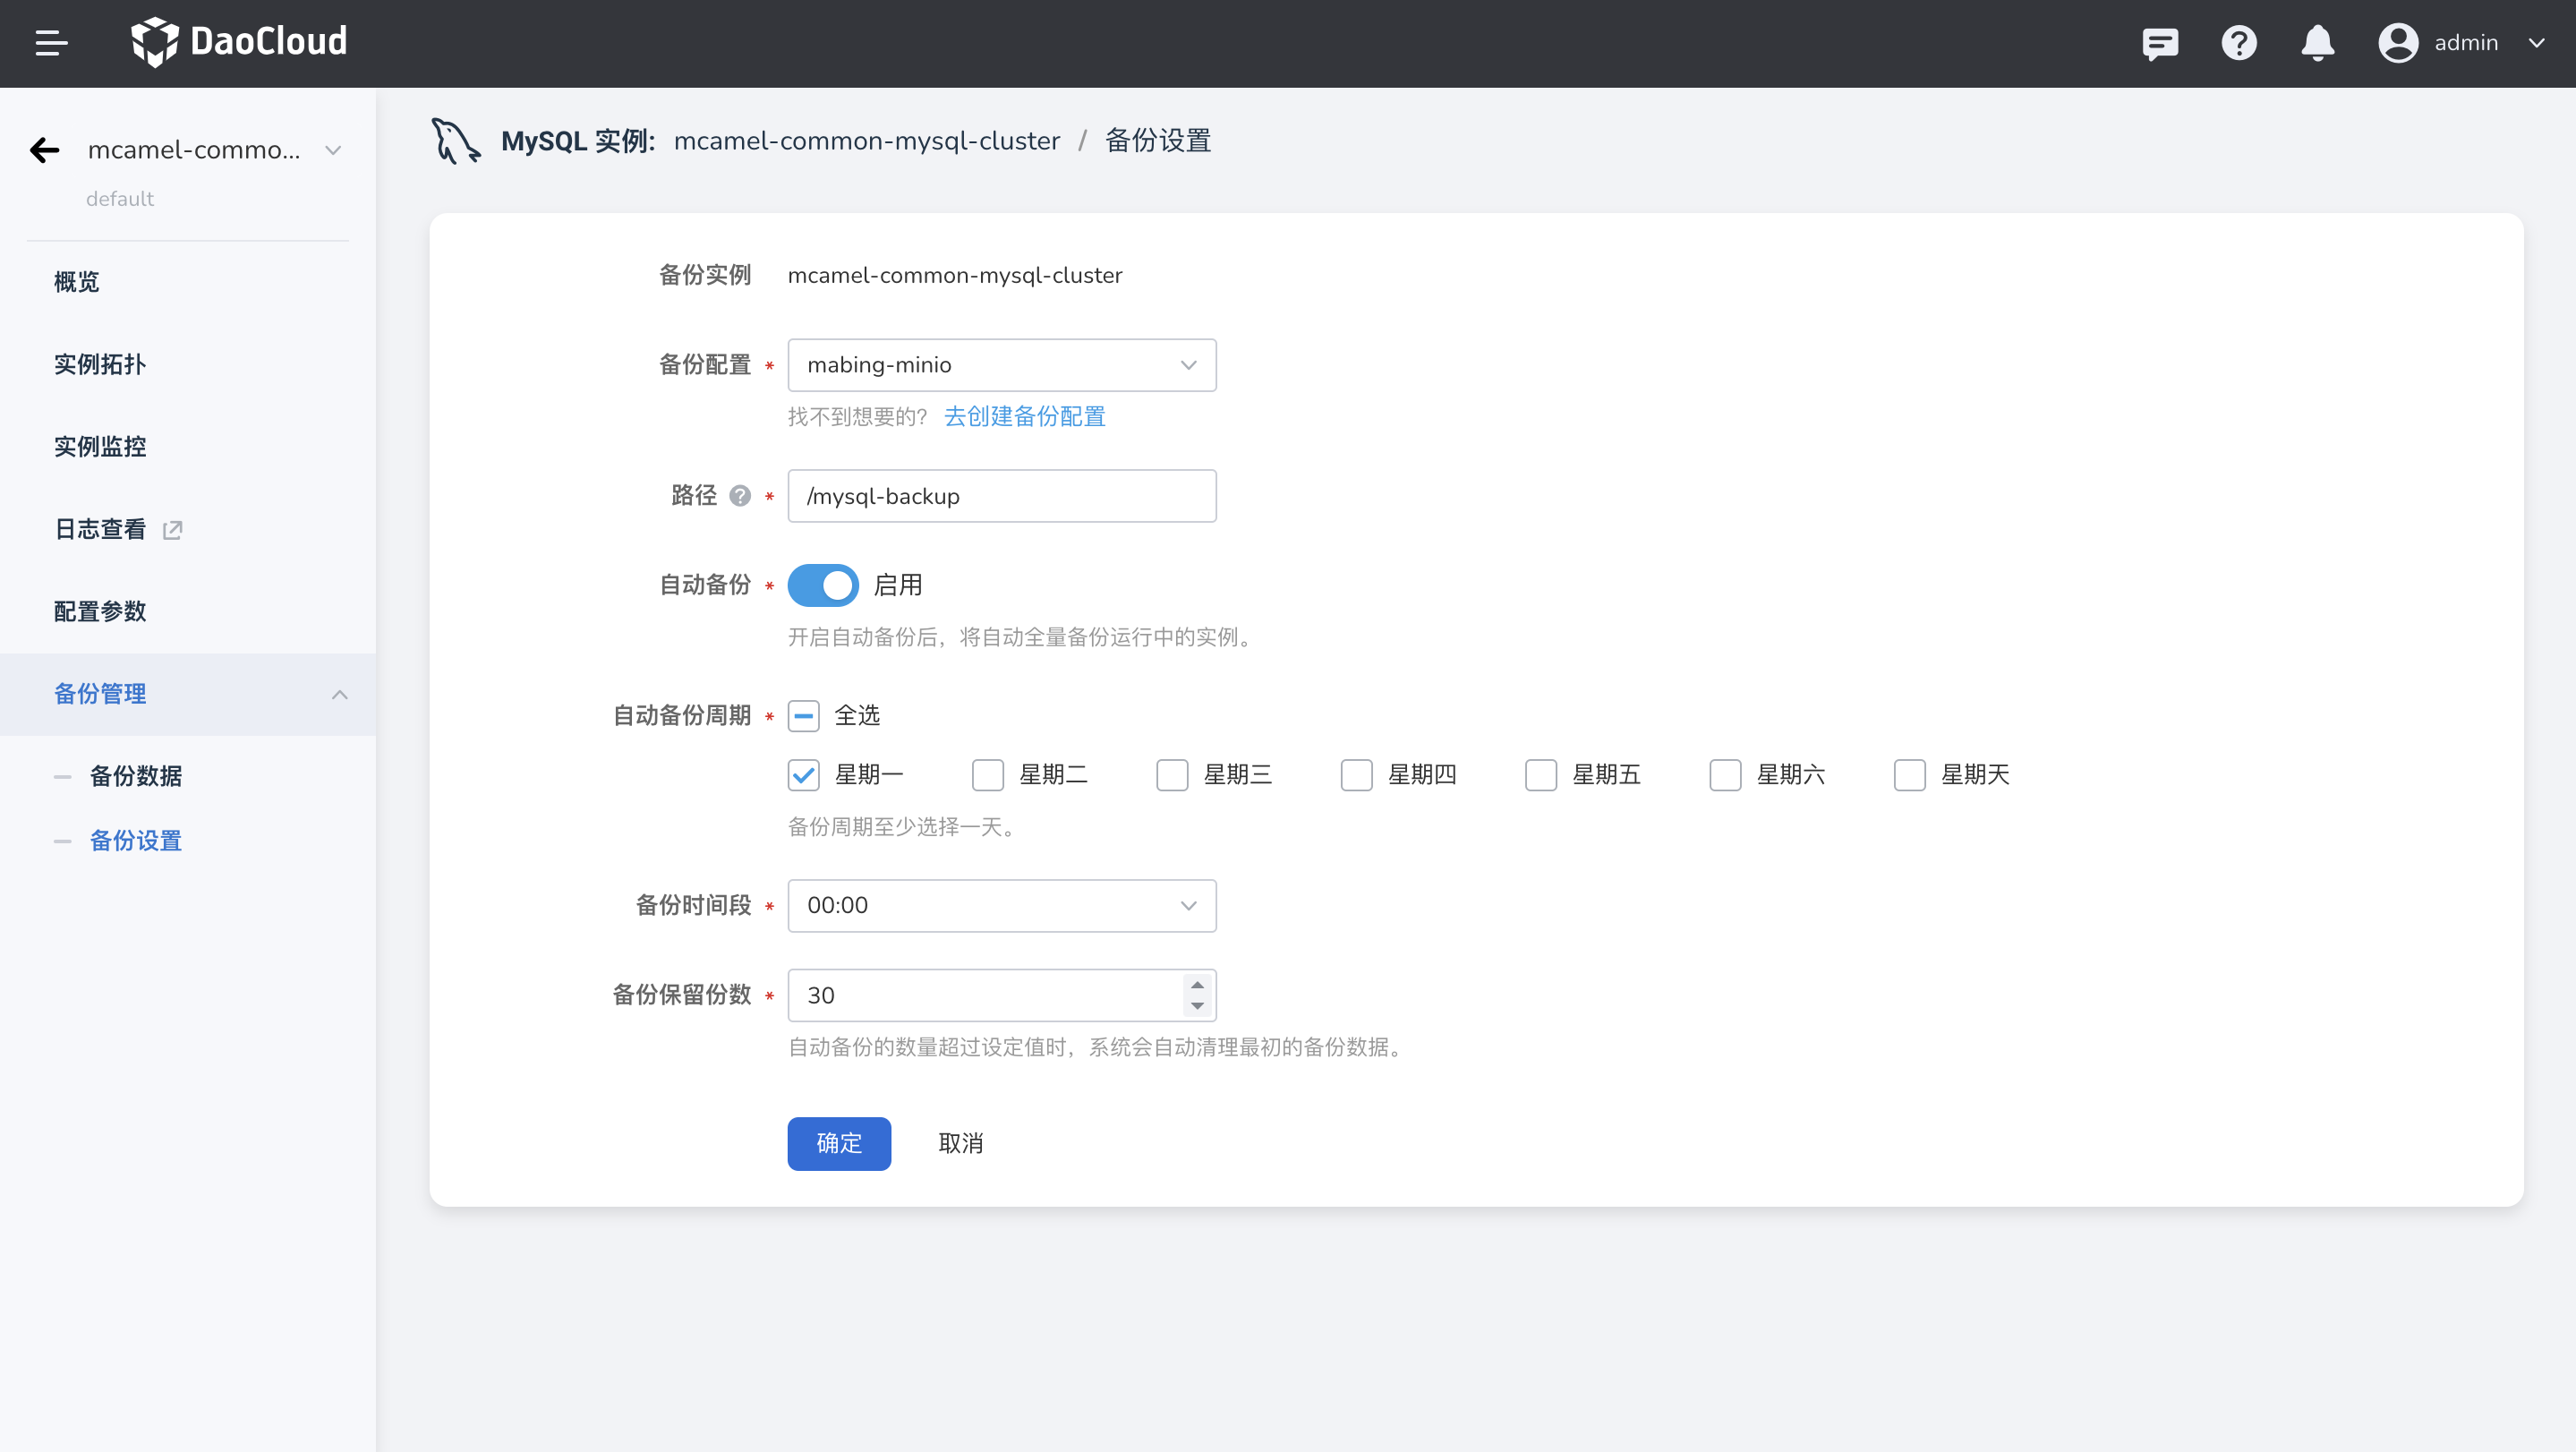 DaoCloud
admin
mcamel-commo...
default
概览
实例拓扑
实例监控
日志查看
配置参数
备份管理
备份数据
备份设置
MySQL 实例: mcamel-common-mysql-cluster / 备份设置
备份实例 mcamel-common-mysql-cluster
备份配置 * mabing-minio
找不到想要的? 去创建备份配置
路径 ? * /mysql-backup
自动备份 * 启用
开启自动备份后，将自动全量备份运行中的实例。
自动备份周期 * 全选
星期一 星期二 星期三 星期四 星期五 星期六 星期天
备份周期至少选择一天。
备份时间段 * 00:00
备份保留份数 * 30
自动备份的数量超过设定值时，系统会自动清理最初的备份数据。
确定 取消